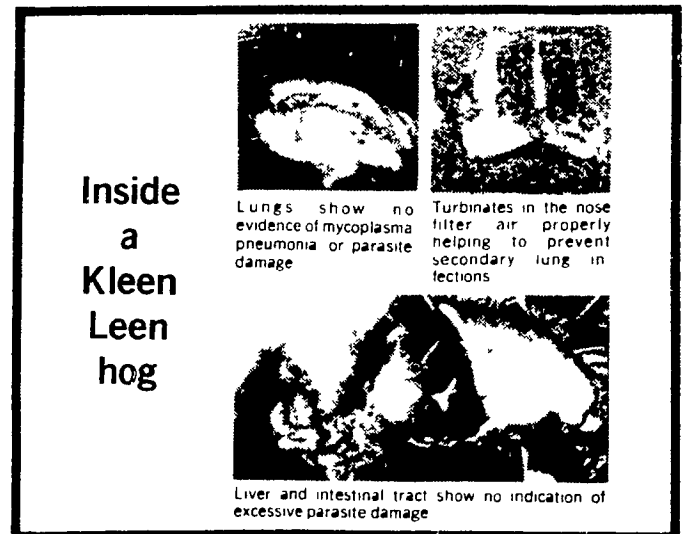 Inside
a
Kleen
Leen
hog
Lungs show no
evidence of mycoplasma
pneumonia or parasite
damage
Turbinates in the nose
filter air properly
helping to prevent
secondary lung in
fections
Liver and intestinal tract show no indication of
excessive parasite damage